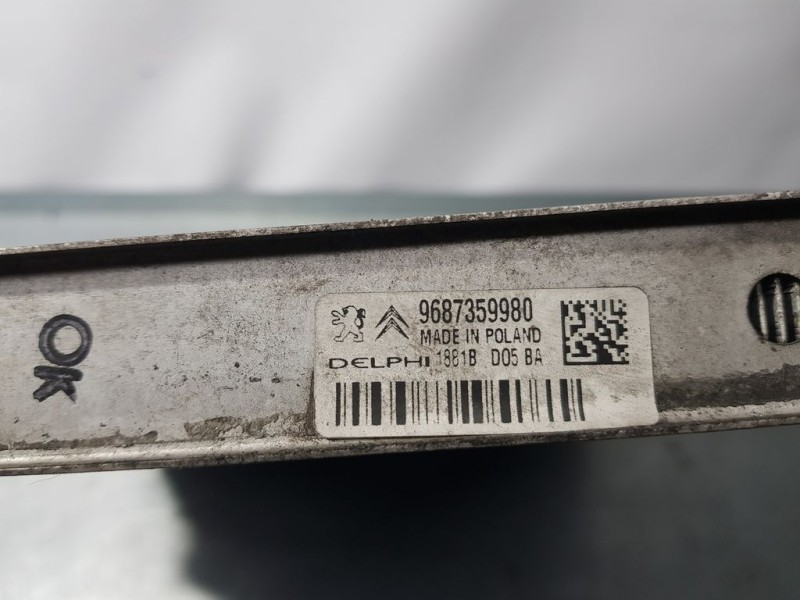 OK
9687359980
MADE IN POLAND
DELPHI 1881B D05 BA